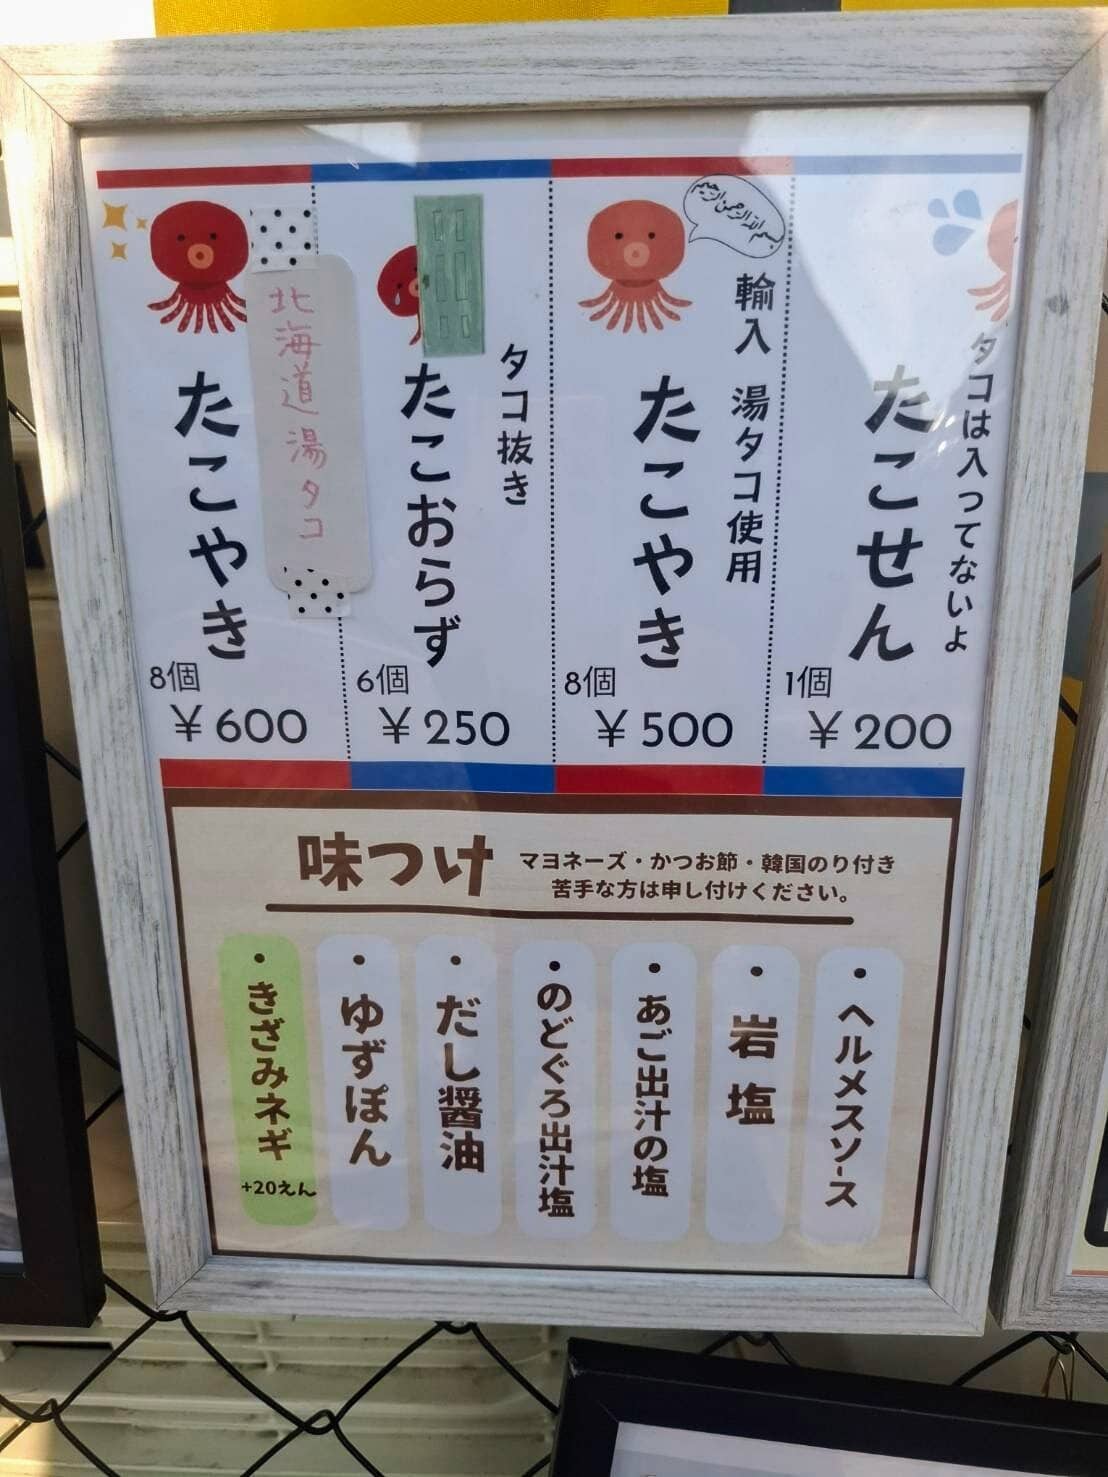 タコは入ってないよ
たこせん
1個
￥200
بسم الله الرحمن الرحيم
輸入 湯タコ使用
たこやき
8個
￥500
タコ抜き
たこおらず
6個
￥250
北海道湯タコ
たこやき
8個
￥600
味つけ
マヨネーズ・かつお節・韓国のり付き
苦手な方は申し付けください。
・ヘルメスソース
・岩塩
・あご出汁の塩
・のどぐろ出汁塩
・だし醤油
・ゆずぽん
・きざみネギ
+20えん